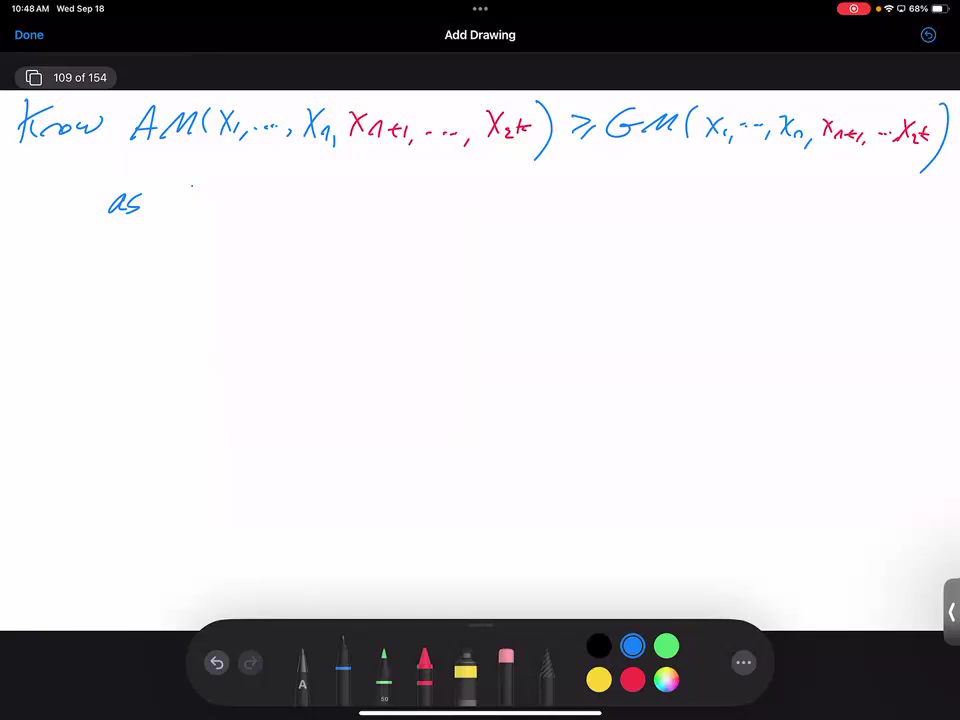 10:48 AM Wed Sep 18
68%
Done
Add Drawing
109 of 154
Know AM(x₁, ..., xₙ, xₙ₊₁, ..., x₂ₖ) ≥ GM(x₁, ..., xₙ, xₙ₊₁, ... x₂ₖ)
as
A
50